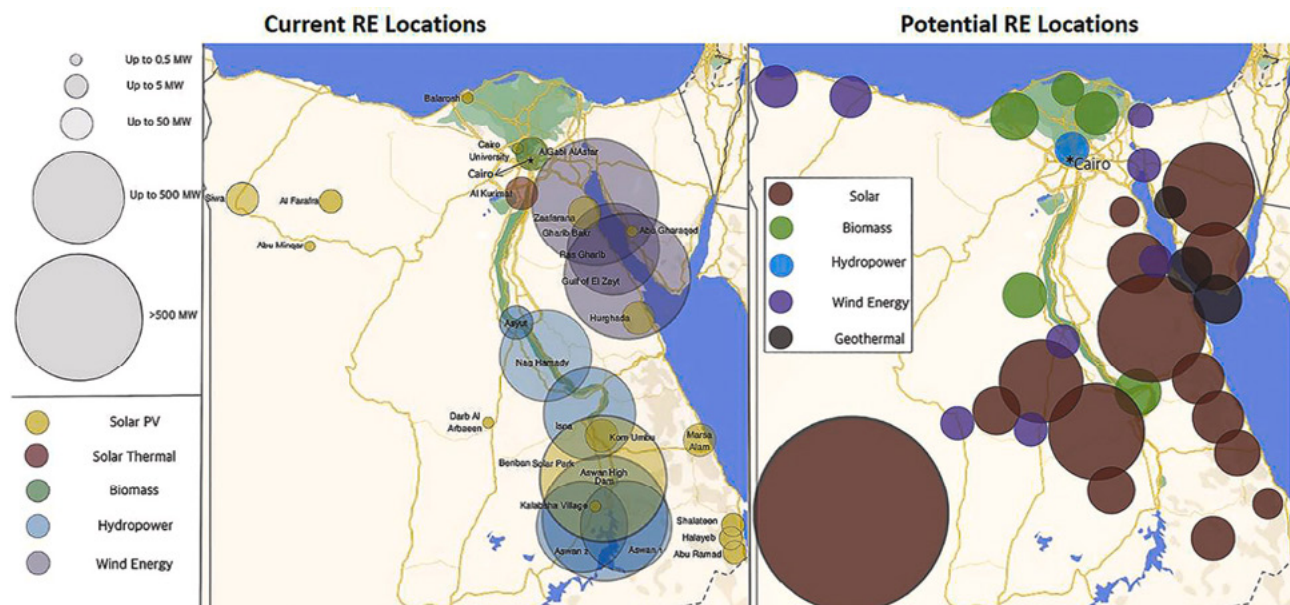 Current RE Locations
Potential RE Locations
Up to 0.5 MW
Up to 5 MW
Up to 50 MW
Up to 500 MW
>500 MW
Solar PV
Solar Thermal
Biomass
Hydropower
Wind Energy
Balarosh
Cairo
University
AlGabl AlAsfar
Cairo
Al Kurimat
Siwa
Al Farafra
Abu Minqar
Zaafarana
Gharib Bakr
Abu Gharaqed
Ras Gharib
Gulf of El Zayt
Hurghada
Asyut
Nag Hamady
Darb Al
Arbaeen
Isna
Kom Umbu
Marsa
Alam
Benban Solar Park
Aswan High
Dam
Kalabsha Village
Shalateen
Halayeb
Abu Ramad
Aswan 2
Aswan 1
Cairo
Solar
Biomass
Hydropower
Wind Energy
Geothermal